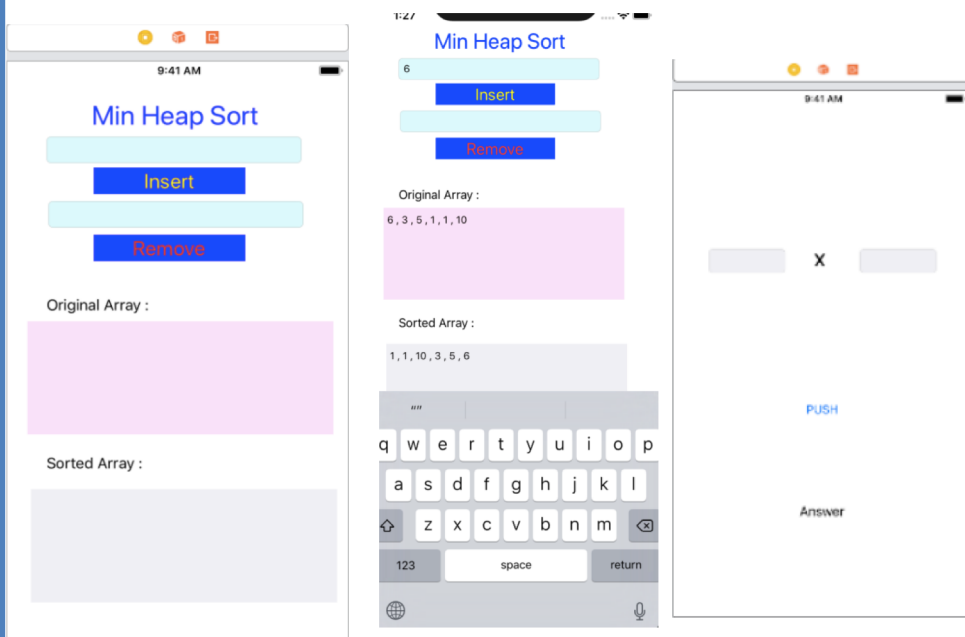 9:41 AM
Min Heap Sort
Insert
Remove
Original Array :
Sorted Array :
1:27
Min Heap Sort
6
Insert
Remove
Original Array :
6 , 3 , 5 , 1 , 1 , 10
Sorted Array :
1 , 1 , 10 , 3 , 5 , 6
“”
q w e r t y u i o p
a s d f g h j k l
z x c v b n m
123 space return
9:41 AM
X
PUSH
Answer